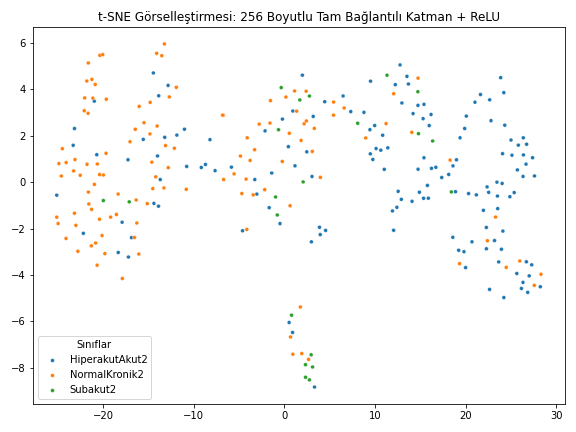 t-SNE Görselleştirmesi: 256 Boyutlu Tam Bağlantılı Katman + ReLU
6
4
2
0
−2
−4
−6
−8
Sınıflar
HiperakutAkut2
NormalKronik2
Subakut2
−20
−10
0
10
20
30